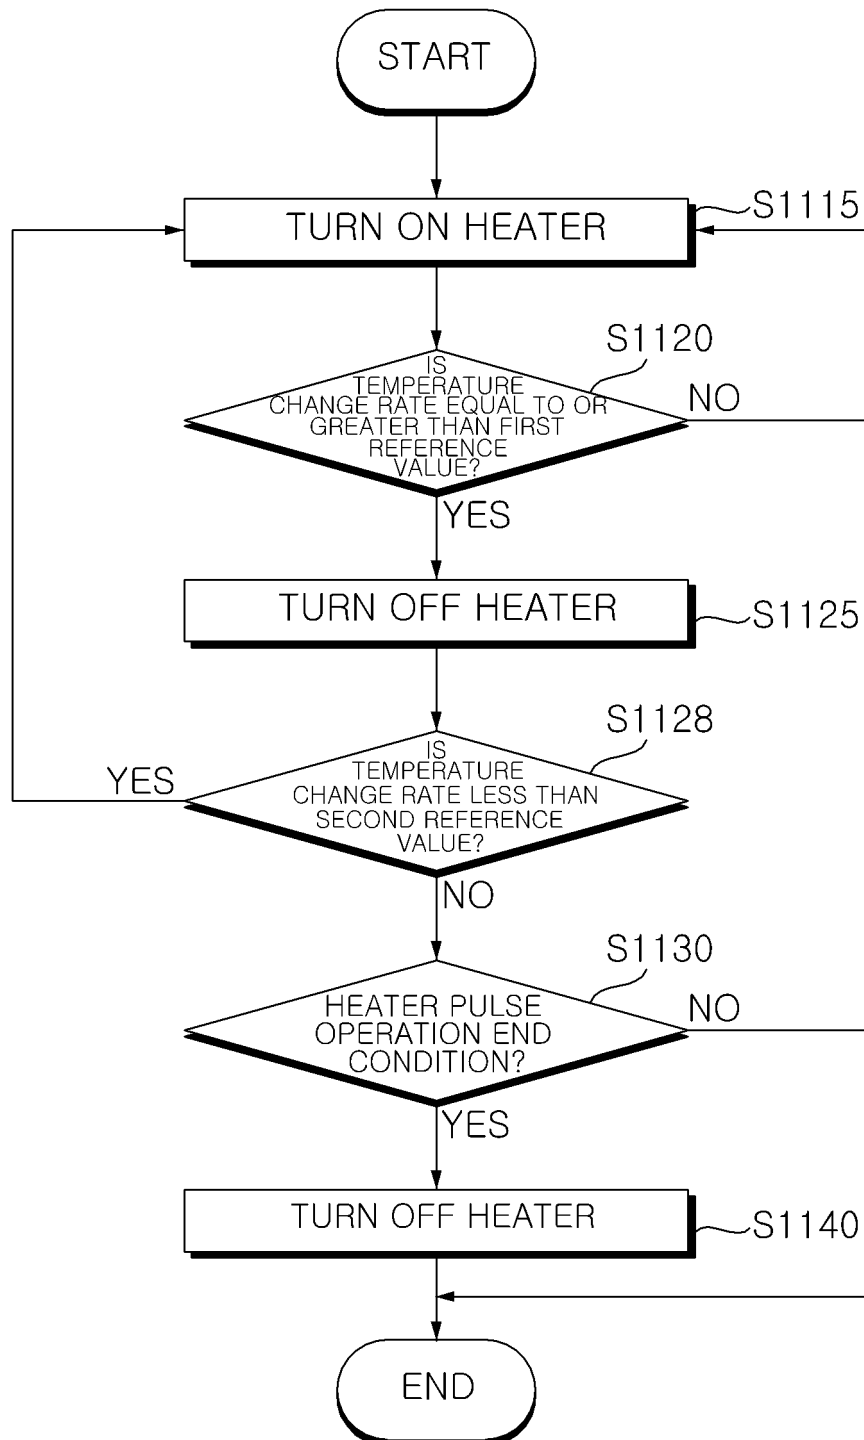 START
TURN ON HEATER
S1115
S1120
IS
TEMPERATURE
CHANGE RATE EQUAL TO OR
GREATER THAN FIRST
REFERENCE
VALUE?
NO
YES
TURN OFF HEATER
S1125
S1128
IS
TEMPERATURE
CHANGE RATE LESS THAN
SECOND REFERENCE
VALUE?
YES
NO
S1130
HEATER PULSE
OPERATION END
CONDITION?
NO
YES
TURN OFF HEATER
S1140
END